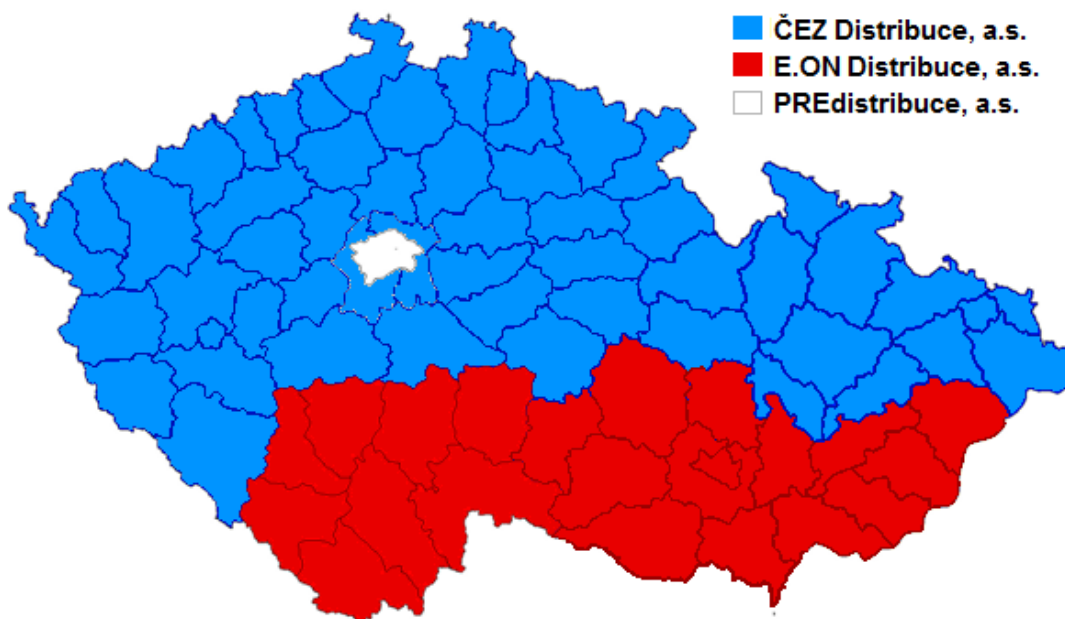 ČEZ Distribuce, a.s.
E.ON Distribuce, a.s.
PREdistribuce, a.s.